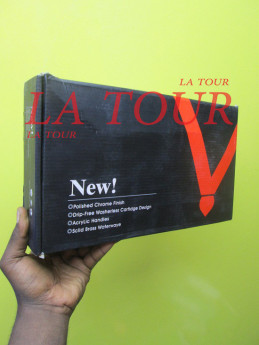 LA TOUR
LA TOUR
LA TOUR
New!
Polished Chrome Finish
Drip-Free Washerless Cartridge Design
Acrylic Handles
Solid Brass Waterways